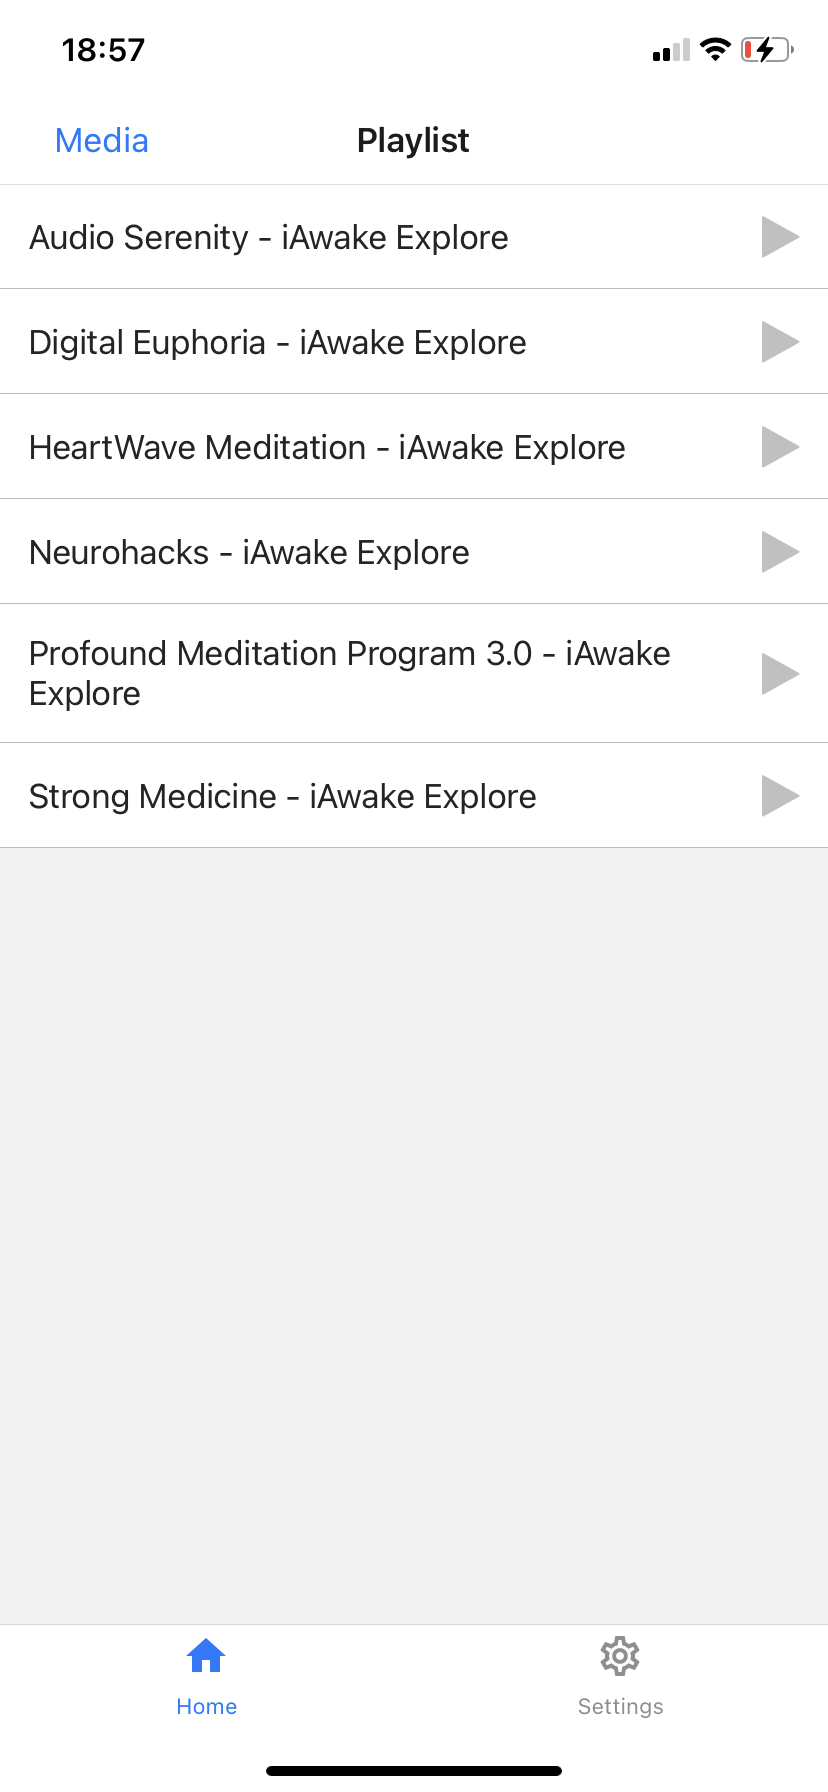 18:57
Media
Playlist
Audio Serenity - iAwake Explore
Digital Euphoria - iAwake Explore
HeartWave Meditation - iAwake Explore
Neurohacks - iAwake Explore
Profound Meditation Program 3.0 - iAwake
Explore
Strong Medicine - iAwake Explore
Home
Settings